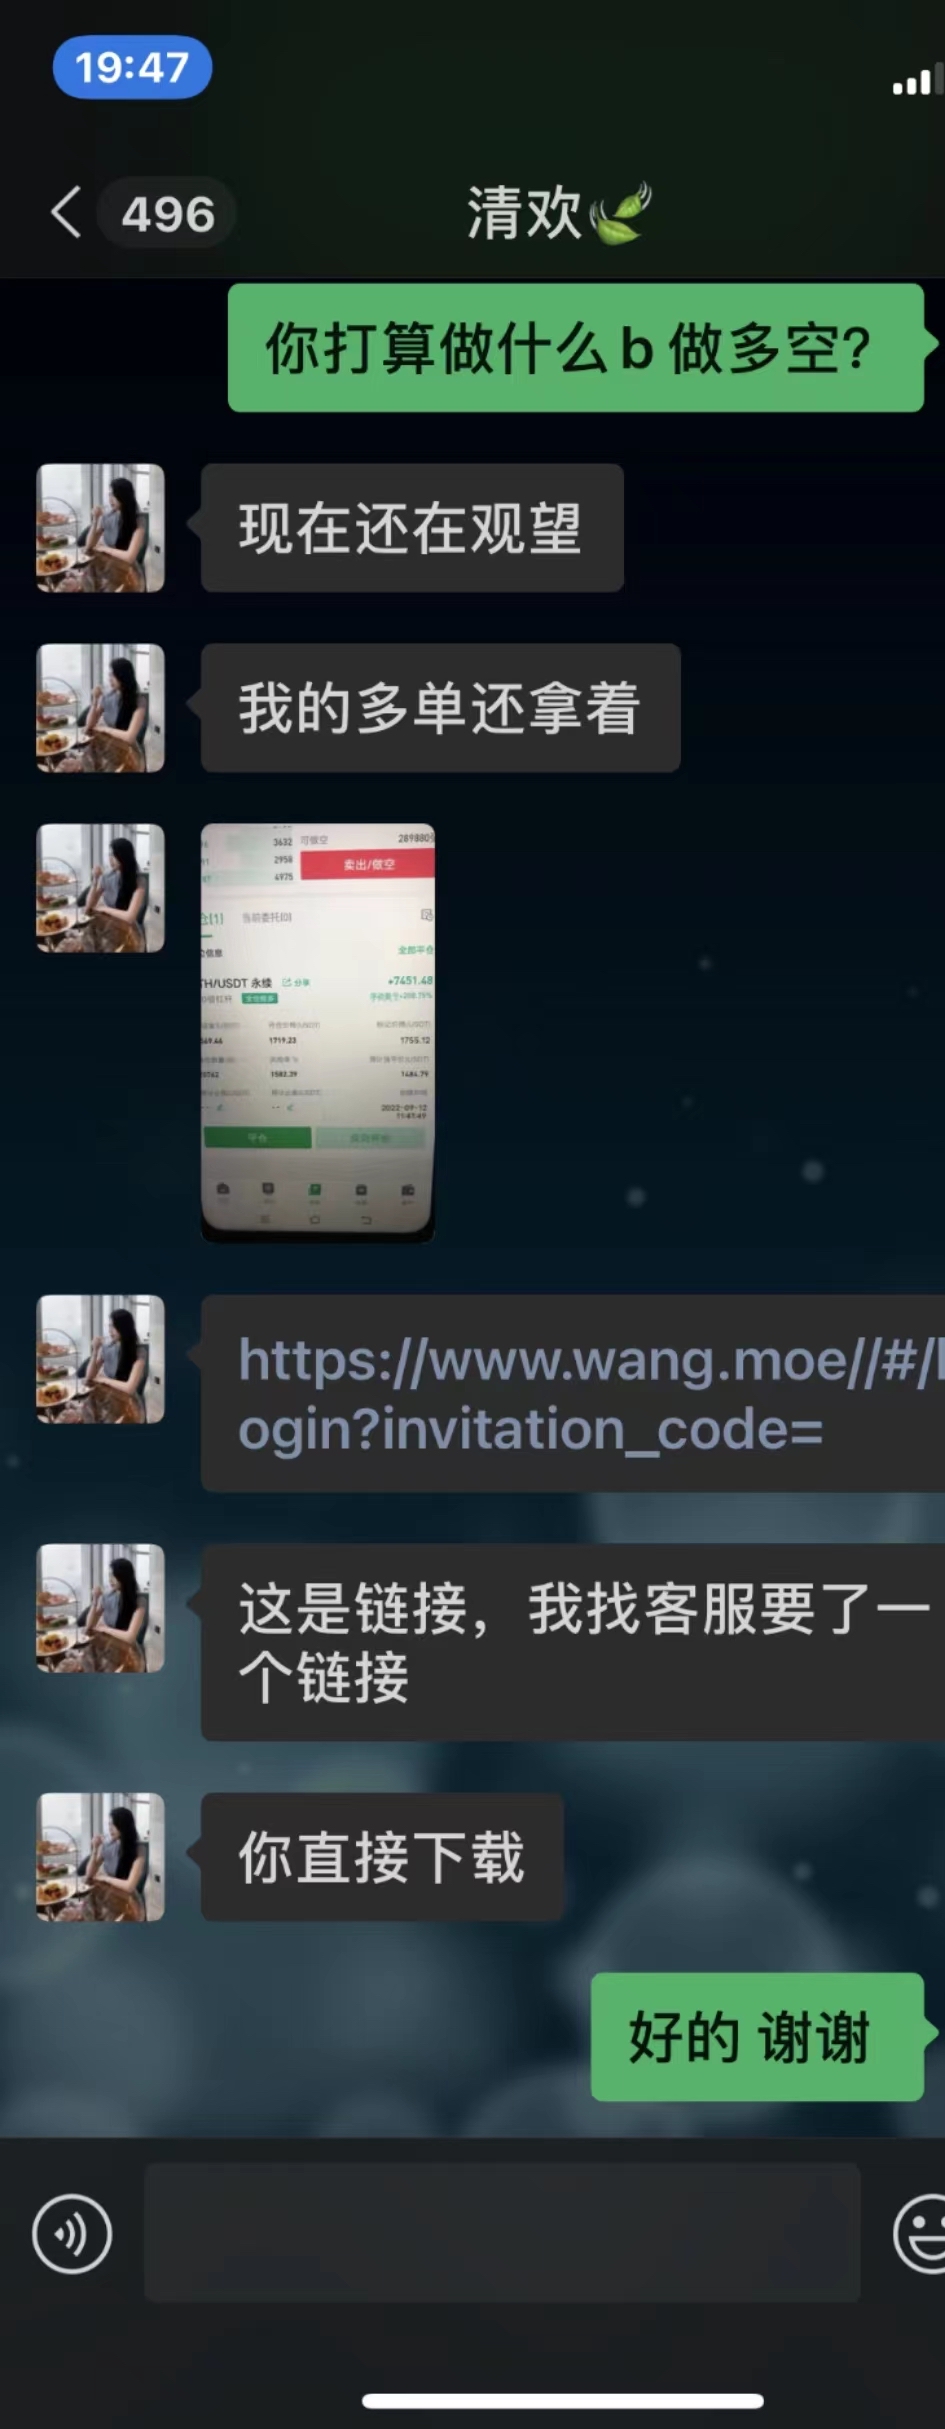 19:47
496
清欢
你打算做什么b 做多空?
现在还在观望
我的多单还拿着
3632 可做空 289880
2958 卖出/做空
4975
仓(1) 当前委托(0)
仓信息 全部平仓
TH/USDT 永续 分享 +7451.48
1719.23 1755.12
1582.29 1484.79
2022-09-12
平仓
https://www.wang.moe//#/l
ogin?invitation_code=
这是链接，我找客服要了一
个链接
你直接下载
好的 谢谢